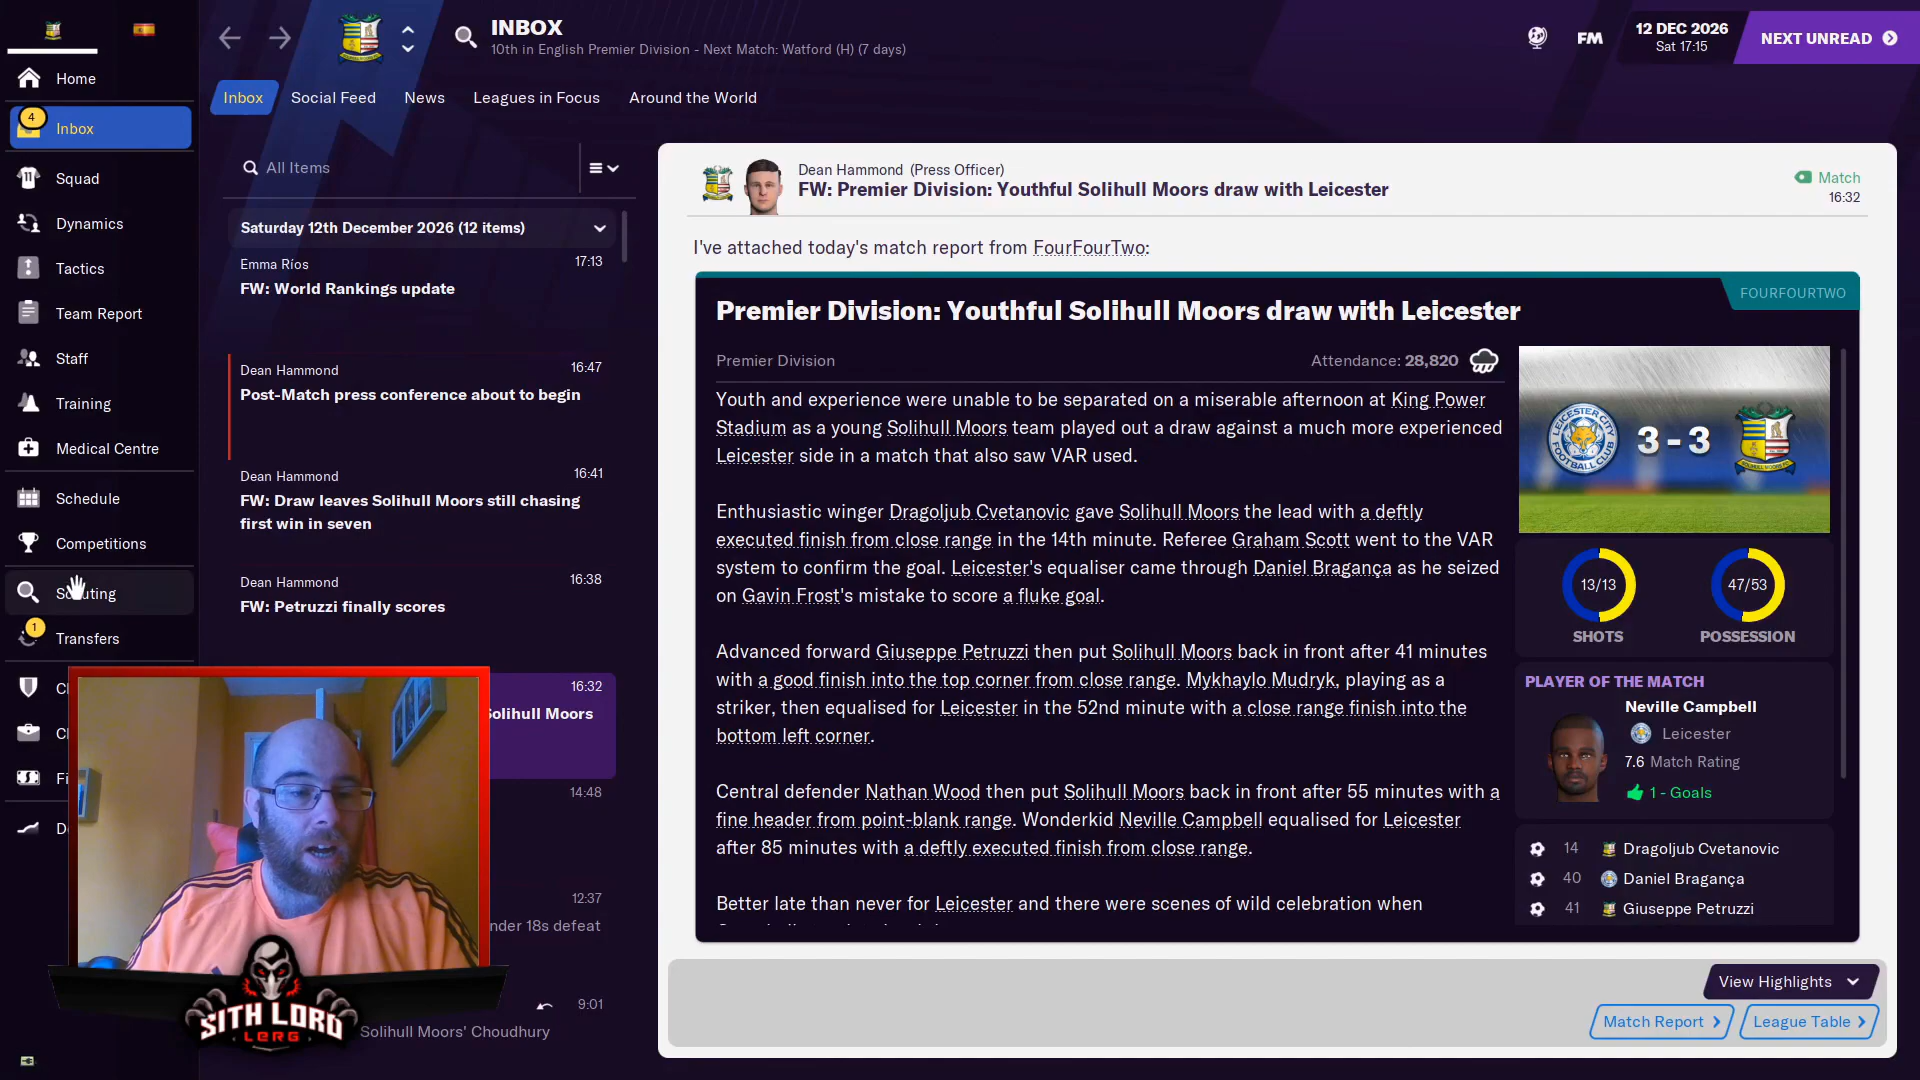 INBOX
10th in English Premier Division - Next Match: Watford (H) (7 days)
FM
12 DEC 2026
Sat 17:15
NEXT UNREAD
Home
4
Inbox
Squad
Dynamics
Tactics
Team Report
Staff
Training
Medical Centre
Schedule
Competitions
Scouting
1
Transfers
Inbox
Social Feed
News
Leagues in Focus
Around the World
All Items
Saturday 12th December 2026 (12 items)
Emma Ríos
17:13
FW: World Rankings update
Dean Hammond
16:47
Post-Match press conference about to begin
Dean Hammond
16:41
FW: Draw leaves Solihull Moors still chasing
first win in seven
Dean Hammond
16:38
FW: Petruzzi finally scores
16:32
Solihull Moors
14:48
12:37
nder 18s defeat
9:01
Solihull Moors' Choudhury
SITH LORD
LERG
Dean Hammond (Press Officer)
FW: Premier Division: Youthful Solihull Moors draw with Leicester
Match
16:32
I've attached today's match report from FourFourTwo:
FOURFOURTWO
Premier Division: Youthful Solihull Moors draw with Leicester
Premier Division
Attendance: 28,820
Youth and experience were unable to be separated on a miserable afternoon at King Power
Stadium as a young Solihull Moors team played out a draw against a much more experienced
Leicester side in a match that also saw VAR used.
Enthusiastic winger Dragoljub Cvetanovic gave Solihull Moors the lead with a deftly
executed finish from close range in the 14th minute. Referee Graham Scott went to the VAR
system to confirm the goal. Leicester's equaliser came through Daniel Bragança as he seized
on Gavin Frost's mistake to score a fluke goal.
Advanced forward Giuseppe Petruzzi then put Solihull Moors back in front after 41 minutes
with a good finish into the top corner from close range. Mykhaylo Mudryk, playing as a
striker, then equalised for Leicester in the 52nd minute with a close range finish into the
bottom left corner.
Central defender Nathan Wood then put Solihull Moors back in front after 55 minutes with a
fine header from point-blank range. Wonderkid Neville Campbell equalised for Leicester
after 85 minutes with a deftly executed finish from close range.
Better late than never for Leicester and there were scenes of wild celebration when
3 - 3
13/13
SHOTS
47/53
POSSESSION
PLAYER OF THE MATCH
Neville Campbell
Leicester
7.6 Match Rating
1 - Goals
14 Dragoljub Cvetanovic
40 Daniel Bragança
41 Giuseppe Petruzzi
View Highlights
Match Report
League Table